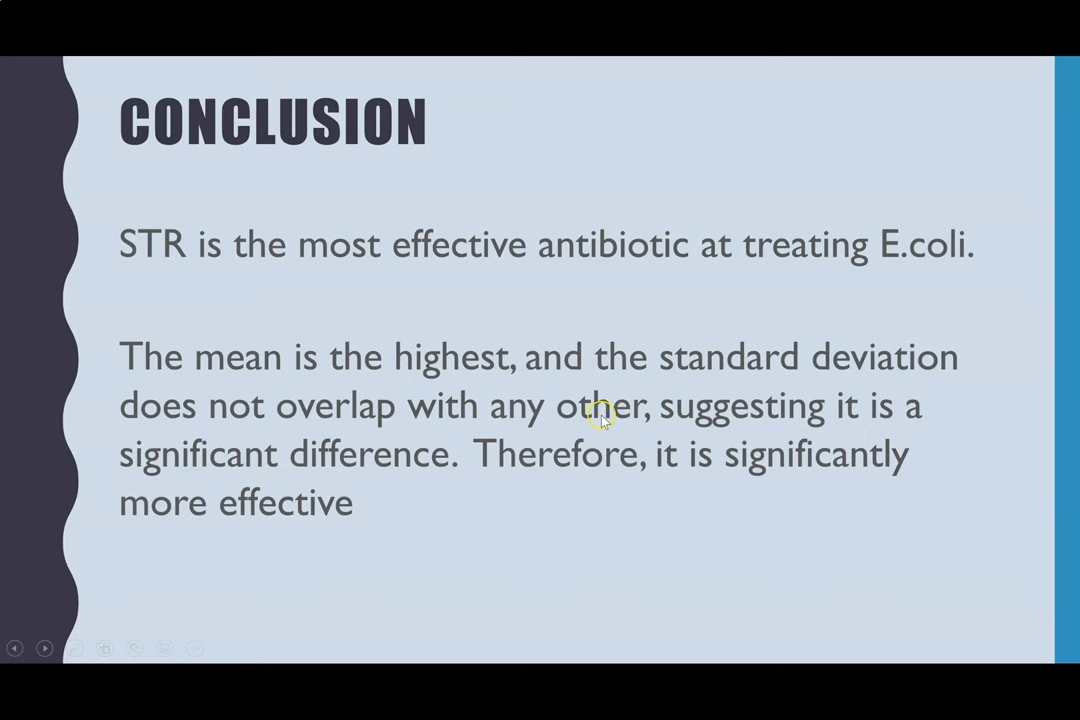 CONCLUSION
STR is the most effective antibiotic at treating E.coli.
The mean is the highest, and the standard deviation
does not overlap with any other, suggesting it is a
significant difference.  Therefore, it is significantly
more effective